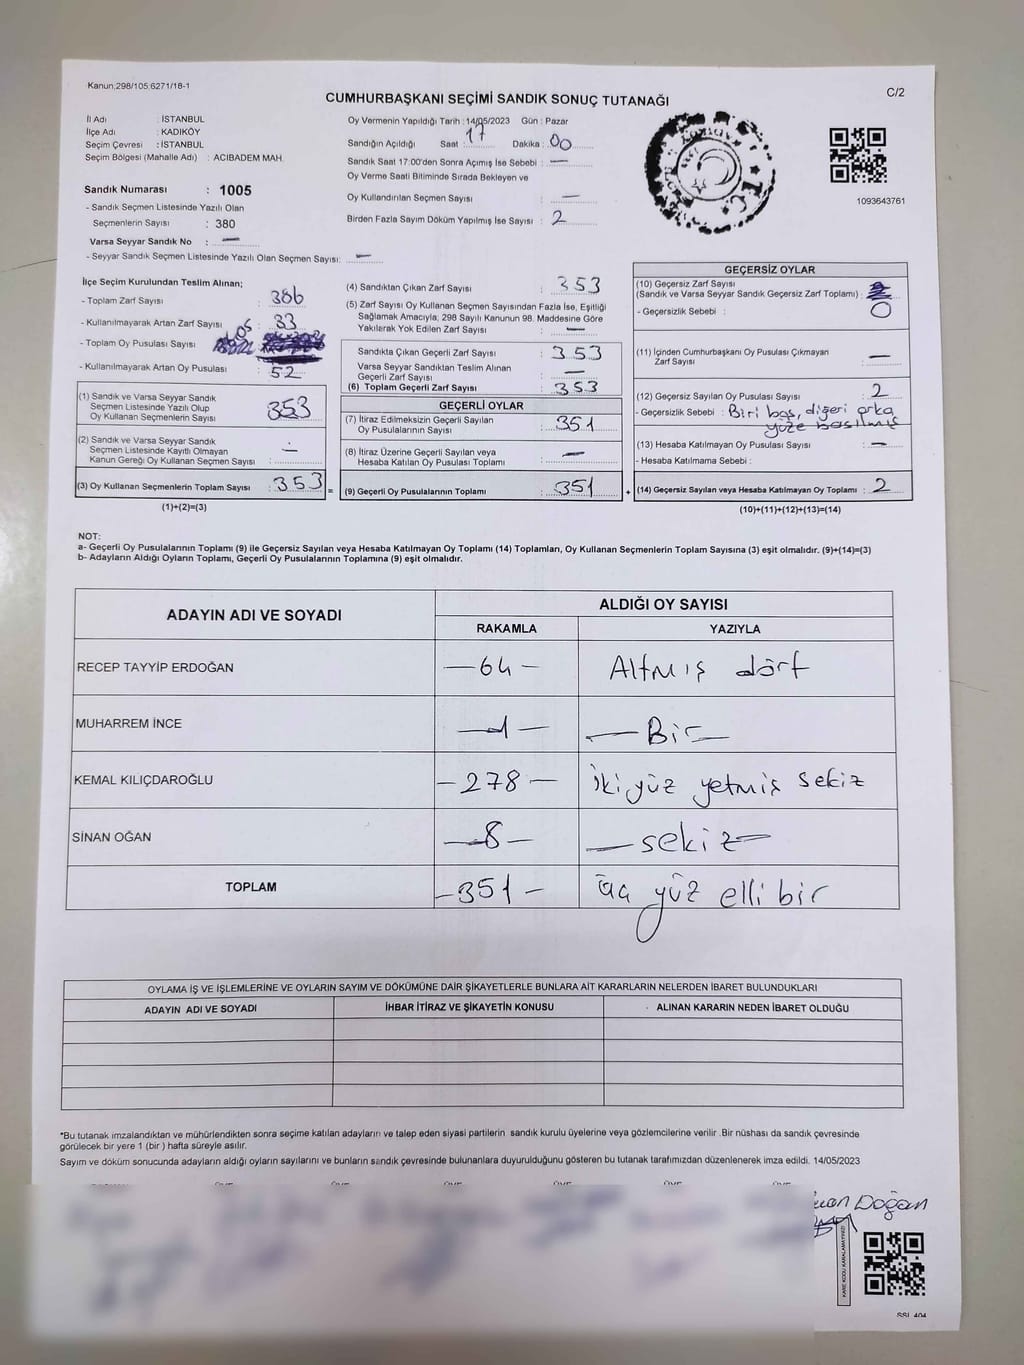 Kanun;298/105;6271/18-1
C/2
CUMHURBAŞKANI SEÇİMİ SANDIK SONUÇ TUTANAĞI
İl Adı : İSTANBUL
İlçe Adı : KADIKÖY
Seçim Çevresi : İSTANBUL
Seçim Bölgesi (Mahalle Adı) : ACIBADEM MAH.
Sandık Numarası : 1005
- Sandık Seçmen Listesinde Yazılı Olan
Seçmenlerin Sayısı : 380
Varsa Seyyar Sandık No : —
- Seyyar Sandık Seçmen Listesinde Yazılı Olan Seçmen Sayısı: —
Oy Vermenin Yapıldığı Tarih : 14/05/2023 Gün : Pazar
Sandığın Açıldığı Saat : 17 Dakika : 00
Sandık Saat 17:00'den Sonra Açımış İse Sebebi : —
Oy Verme Saati Bitiminde Sırada Bekleyen ve
Oy Kullandırılan Seçmen Sayısı : —
Birden Fazla Sayım Döküm Yapılmış İse Sayısı : 2
1093643761
İlçe Seçim Kurulundan Teslim Alınan;
- Toplam Zarf Sayısı : 386
- Kullanılmayarak Artan Zarf Sayısı : 33
- Toplam Oy Pusulası Sayısı :
- Kullanılmayarak Artan Oy Pusulası : 52
(1) Sandık ve Varsa Seyyar Sandık
Seçmen Listesinde Yazılı Olup
Oy Kullanan Seçmenlerin Sayısı : 353
(2) Sandık ve Varsa Seyyar Sandık
Seçmen Listesinde Kayıtlı Olmayan
Kanun Gereği Oy Kullanan Seçmen Sayısı : —
(3) Oy Kullanan Seçmenlerin Toplam Sayısı : 353 =
(1)+(2)=(3)
(4) Sandıktan Çıkan Zarf Sayısı : 353
(5) Zarf Sayısı Oy Kullanan Seçmen Sayısından Fazla İse, Eşitliği
Sağlamak Amacıyla; 298 Sayılı Kanunun 98. Maddesine Göre
Yakılarak Yok Edilen Zarf Sayısı : —
Sandıkta Çıkan Geçerli Zarf Sayısı : 353
Varsa Seyyar Sandıktan Teslim Alınan
Geçerli Zarf Sayısı : —
(6) Toplam Geçerli Zarf Sayısı : 353
GEÇERLİ OYLAR
(7) İtiraz Edilmeksizin Geçerli Sayılan
Oy Pusulalarının Sayısı : 351
(8) İtiraz Üzerine Geçerli Sayılan veya
Hesaba Katılan Oy Pusulası Toplamı : —
(9) Geçerli Oy Pusulalarının Toplamı : 351 +
GEÇERSİZ OYLAR
(10) Geçersiz Zarf Sayısı
(Sandık ve Varsa Seyyar Sandık Geçersiz Zarf Toplamı) :
- Geçersizlik Sebebi : 0
(11) İçinden Cumhurbaşkanı Oy Pusulası Çıkmayan
Zarf Sayısı : —
(12) Geçersiz Sayılan Oy Pusulası Sayısı : 2
- Geçersizlik Sebebi : Biri boş, diğeri arka
yüze basılmış
(13) Hesaba Katılmayan Oy Pusulası Sayısı : —
- Hesaba Katılmama Sebebi :
(14) Geçersiz Sayılan veya Hesaba Katılmayan Oy Toplamı : 2
(10)+(11)+(12)+(13)=(14)
NOT:
a- Geçerli Oy Pusulalarının Toplamı (9) ile Geçersiz Sayılan veya Hesaba Katılmayan Oy Toplamı (14) Toplamları, Oy Kullanan Seçmenlerin Toplam Sayısına (3) eşit olmalıdır. (9)+(14)=(3)
b- Adayların Aldığı Oyların Toplamı, Geçerli Oy Pusulalarının Toplamına (9) eşit olmalıdır.
ADAYIN ADI VE SOYADI ALDIĞI OY SAYISI
RAKAMLA YAZIYLA
RECEP TAYYİP ERDOĞAN —64— Altmış dört
MUHARREM İNCE —1— —Bir—
KEMAL KILIÇDAROĞLU —278— İki yüz yetmiş sekiz
SİNAN OĞAN —8— —sekiz—
TOPLAM —351— üç yüz elli bir
OYLAMA İŞ VE İŞLEMLERİNE VE OYLARIN SAYIM VE DÖKÜMÜNE DAİR ŞİKAYETLERLE BUNLARA AİT KARARLARIN NELERDEN İBARET BULUNDUKLARI
ADAYIN ADI VE SOYADI İHBAR İTİRAZ VE ŞİKAYETİN KONUSU ALINAN KARARIN NEDEN İBARET OLDUĞU
*Bu tutanak imzalandıktan ve mühürlendikten sonra seçime katılan adayların ve talep eden siyasi partilerin sandık kurulu üyelerine veya gözlemcilerine verilir .Bir nüshası da sandık çevresinde
görülecek bir yere 1 (bir ) hafta süreyle asılır.
Sayım ve döküm sonucunda adayların aldığı oyların sayılarını ve bunların sandık çevresinde bulunanlara duyurulduğunu gösteren bu tutanak tarafımızdan düzenlenerek imza edildi. 14/05/2023
Doğan
KARE KODU KARALAMAYINIZ!